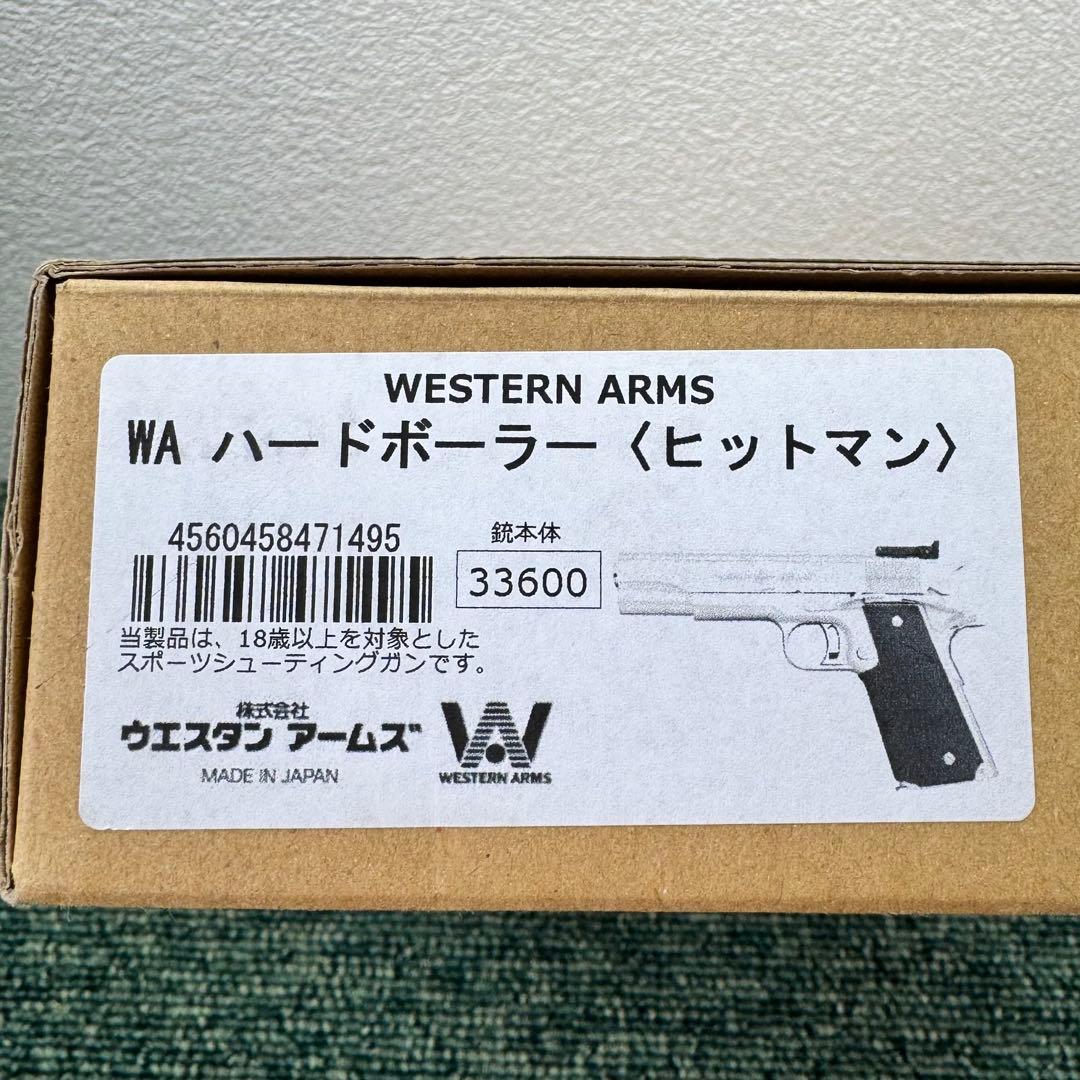 WESTERN ARMS
WA ハードボーラー〈ヒットマン〉
4560458471495
銃本体
33600
当製品は、18歳以上を対象とした
スポーツシューティングガンです。
株式会社
ウエスタン アームズ
MADE IN JAPAN
WESTERN ARMS